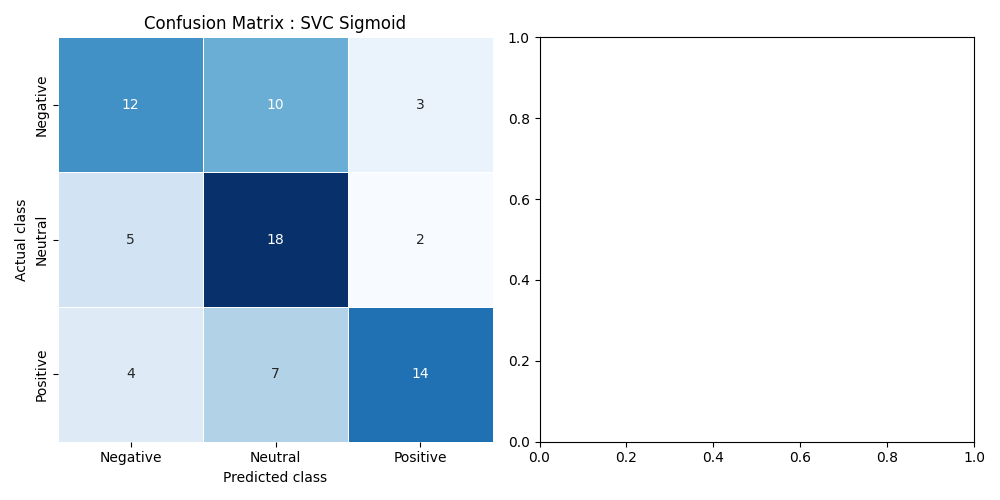 Confusion Matrix : SVC Sigmoid
Actual class
Negative
12 10 3
Neutral
5 18 2
Positive
4 7 14
Negative Neutral Positive
Predicted class
1.0
0.8
0.6
0.4
0.2
0.0
0.0 0.2 0.4 0.6 0.8 1.0